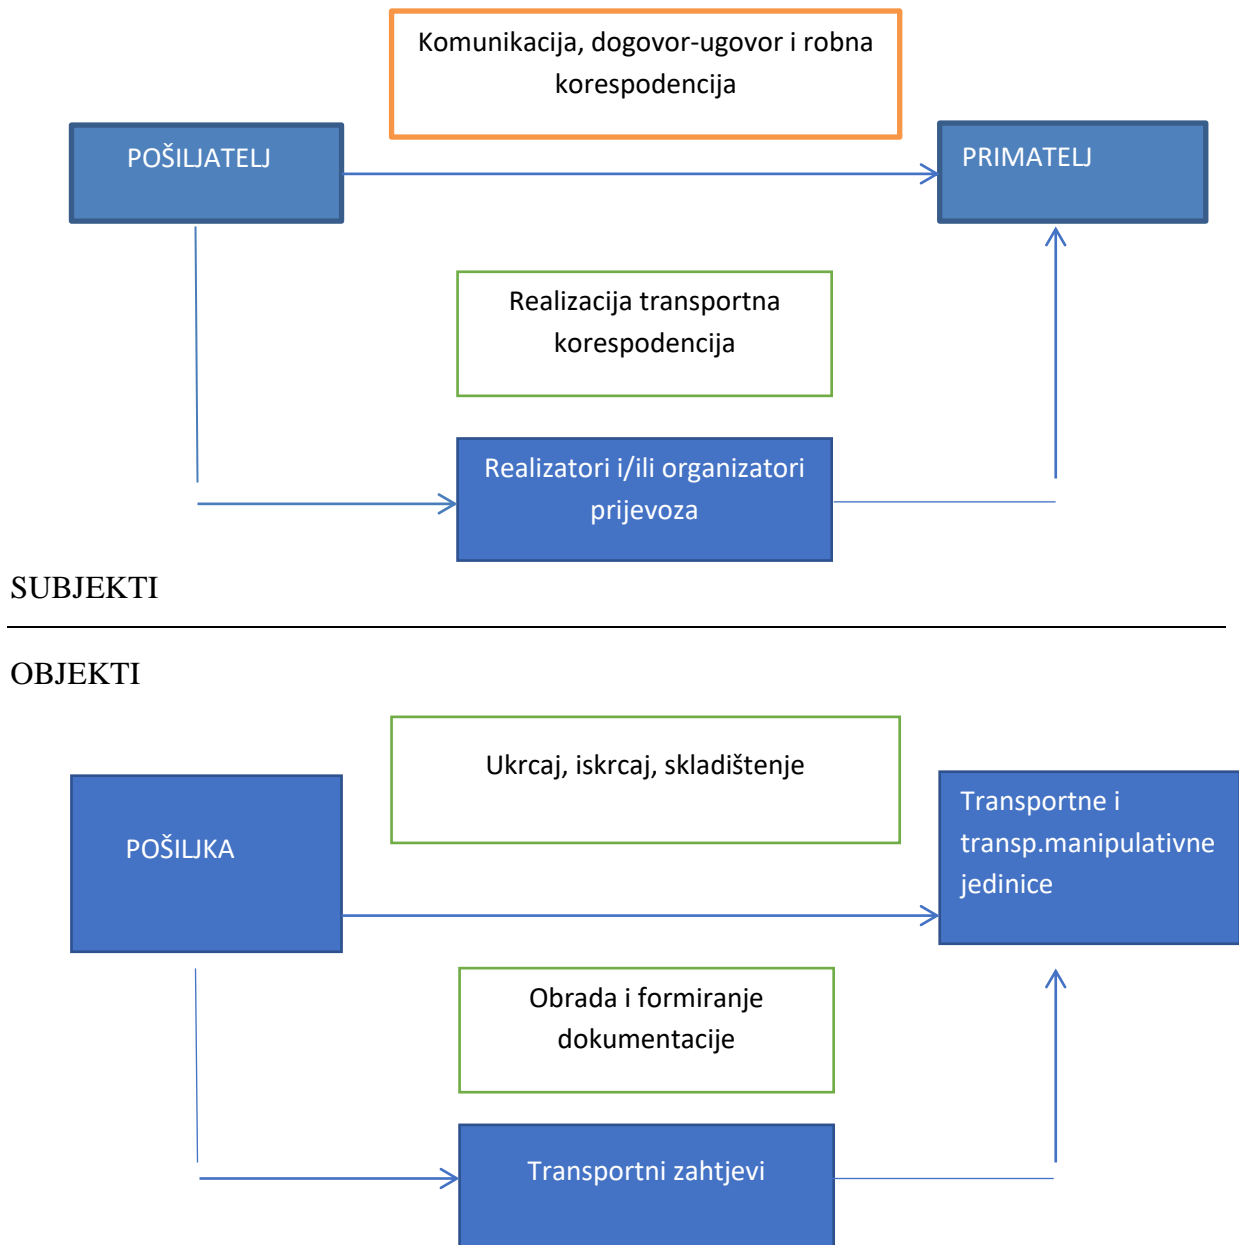 Komunikacija, dogovor-ugovor i robna
korespodencija
POŠILJATELJ
PRIMATELJ
Realizacija transportna
korespodencija
Realizatori i/ili organizatori
prijevoza
SUBJEKTI
OBJEKTI
Ukrcaj, iskrcaj, skladištenje
POŠILJKA
Transportne i
transp.manipulativne
jedinice
Obrada i formiranje
dokumentacije
Transportni zahtjevi